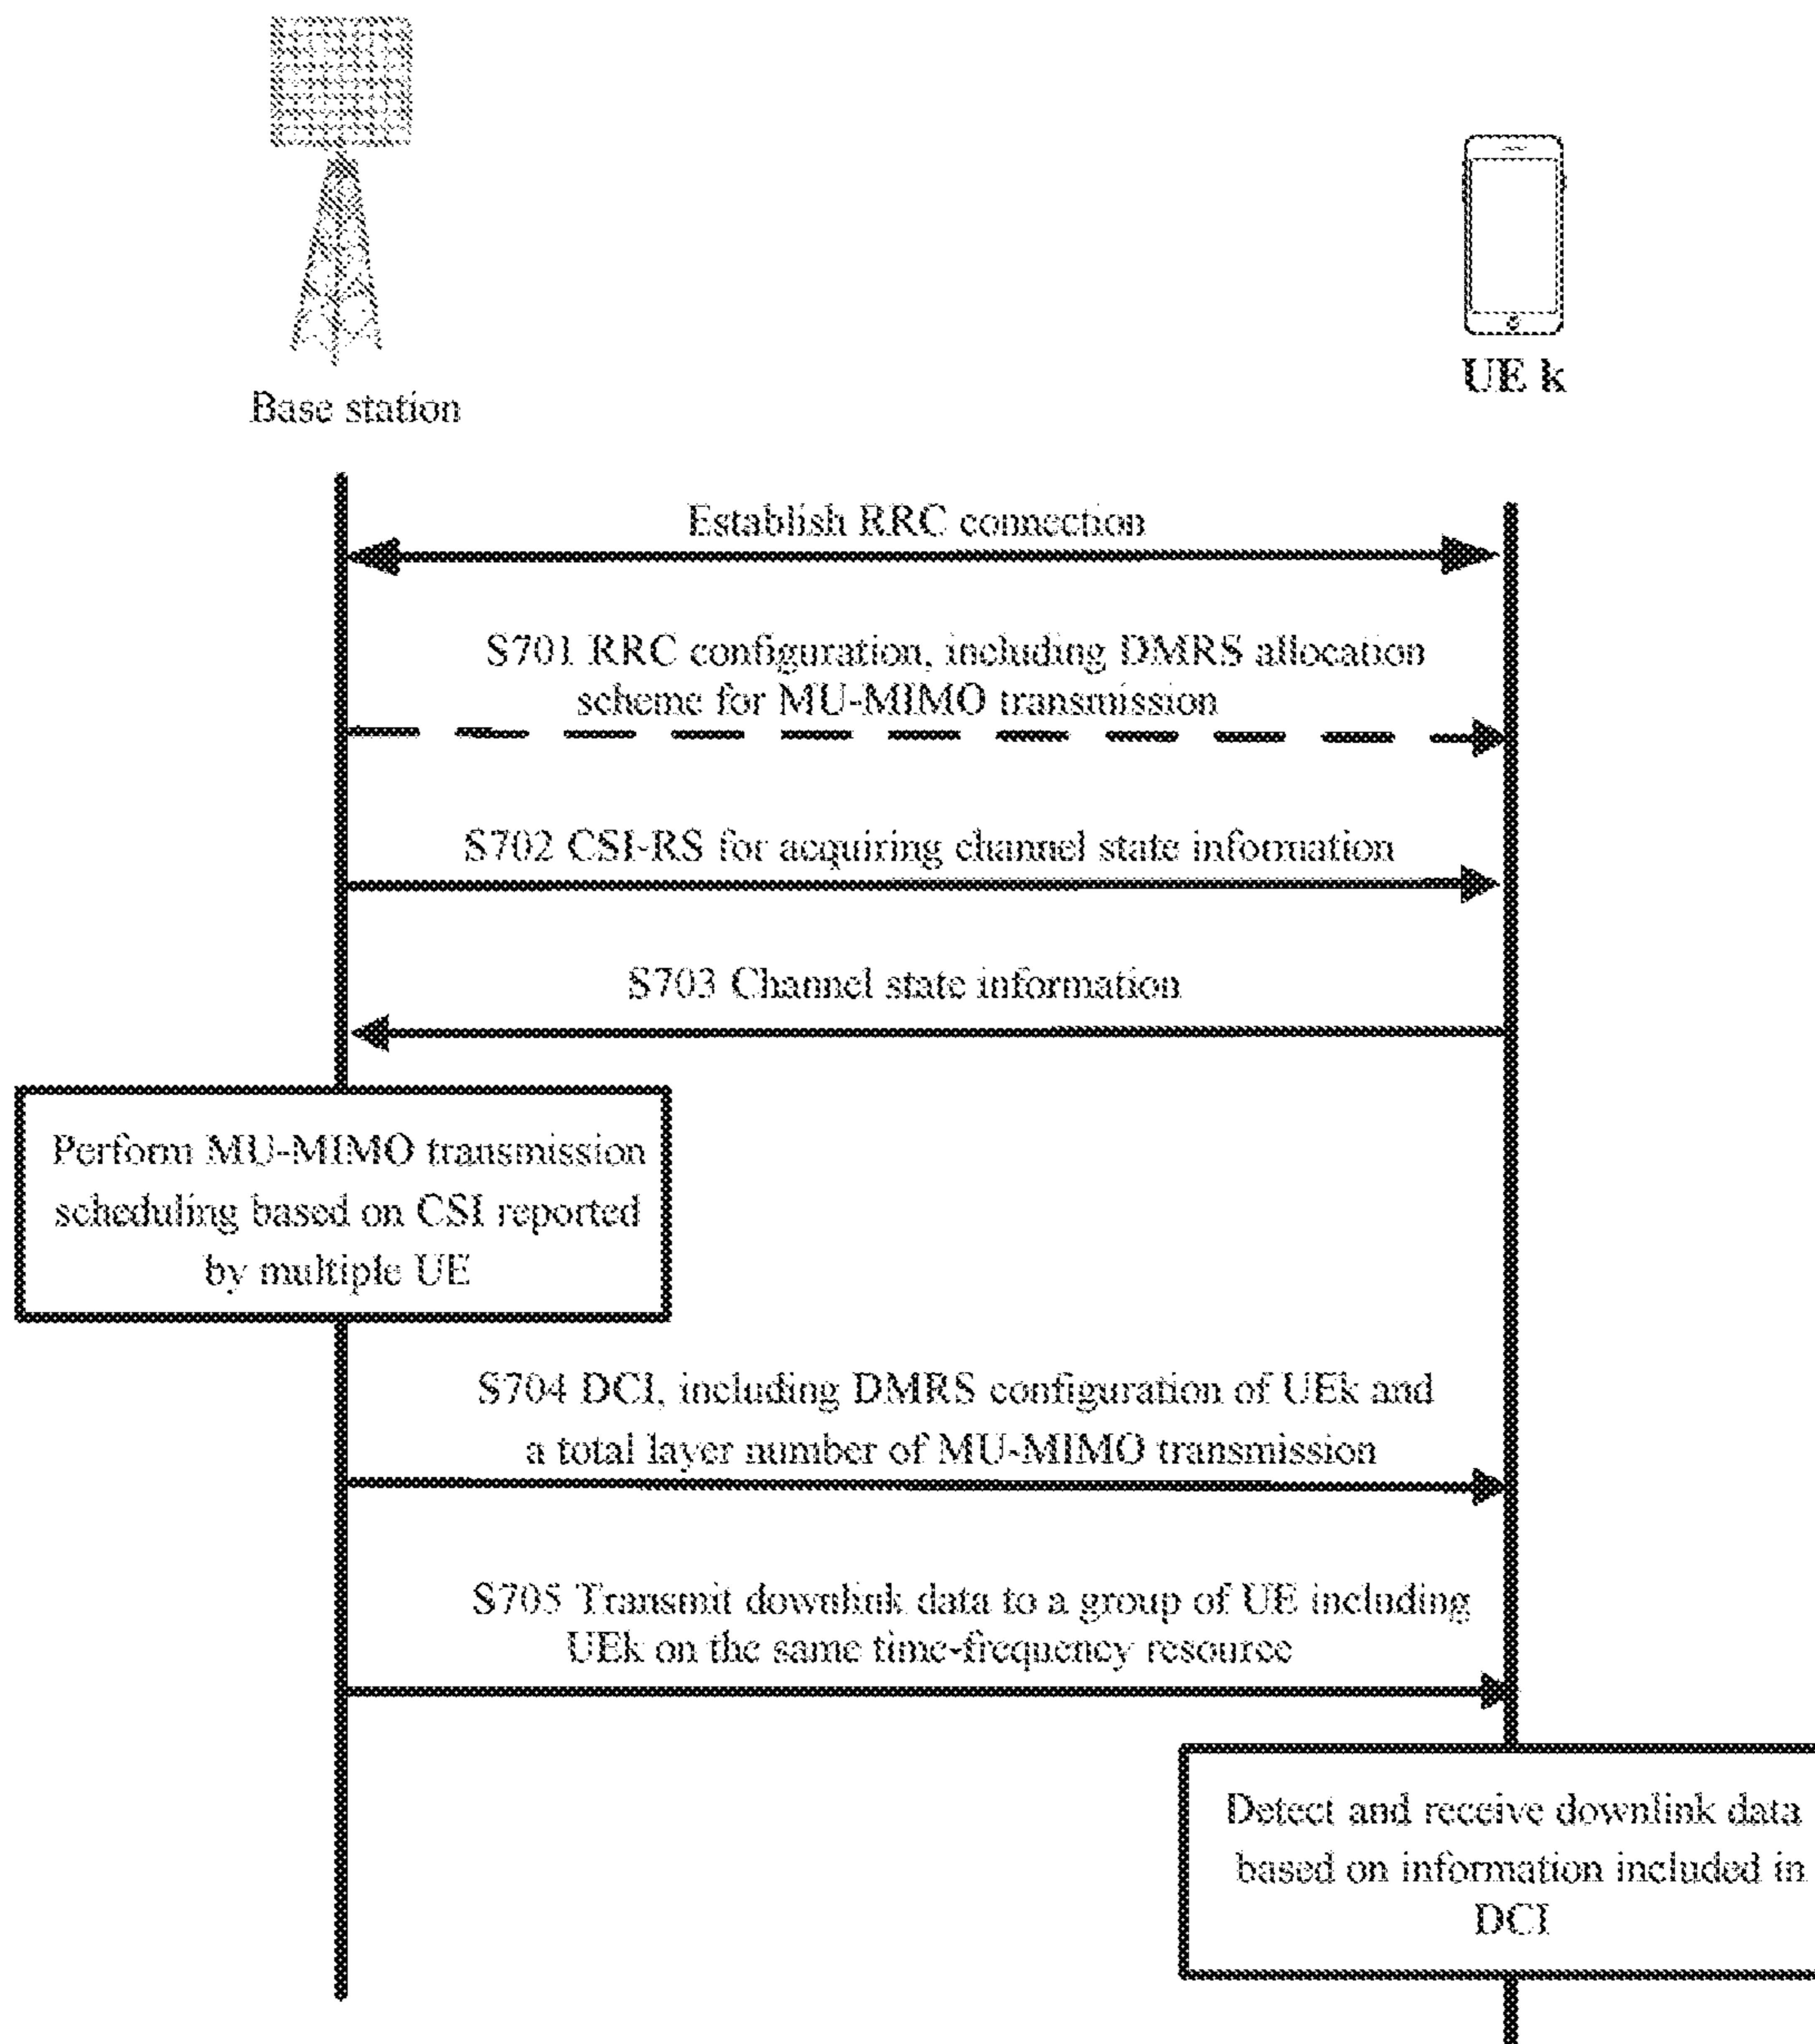 Base station
UE k
Establish RRC connection
S701 RRC configuration, including DMRS allocation
scheme for MU-MIMO transmission
S702 CSI-RS for acquiring channel state information
S703 Channel state information
Perform MU-MIMO transmission
scheduling based on CSI reported
by multiple UE
S704 DCI, including DMRS configuration of UEk and
a total layer number of MU-MIMO transmission
S705 Transmit downlink data to a group of UE including
UEk on the same time-frequency resource
Detect and receive downlink data
based on information included in
DCI